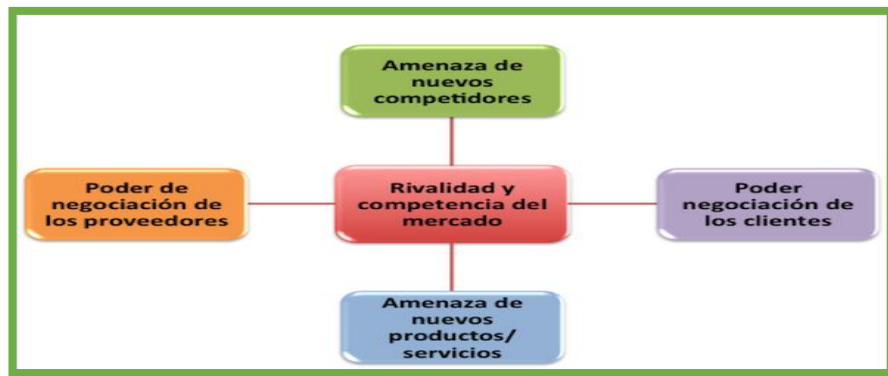 Amenaza de
nuevos
competidores
Poder de
negociación de
los proveedores
Rivalidad y
competencia del
mercado
Poder
negociación de
los clientes
Amenaza de
nuevos
productos/
servicios